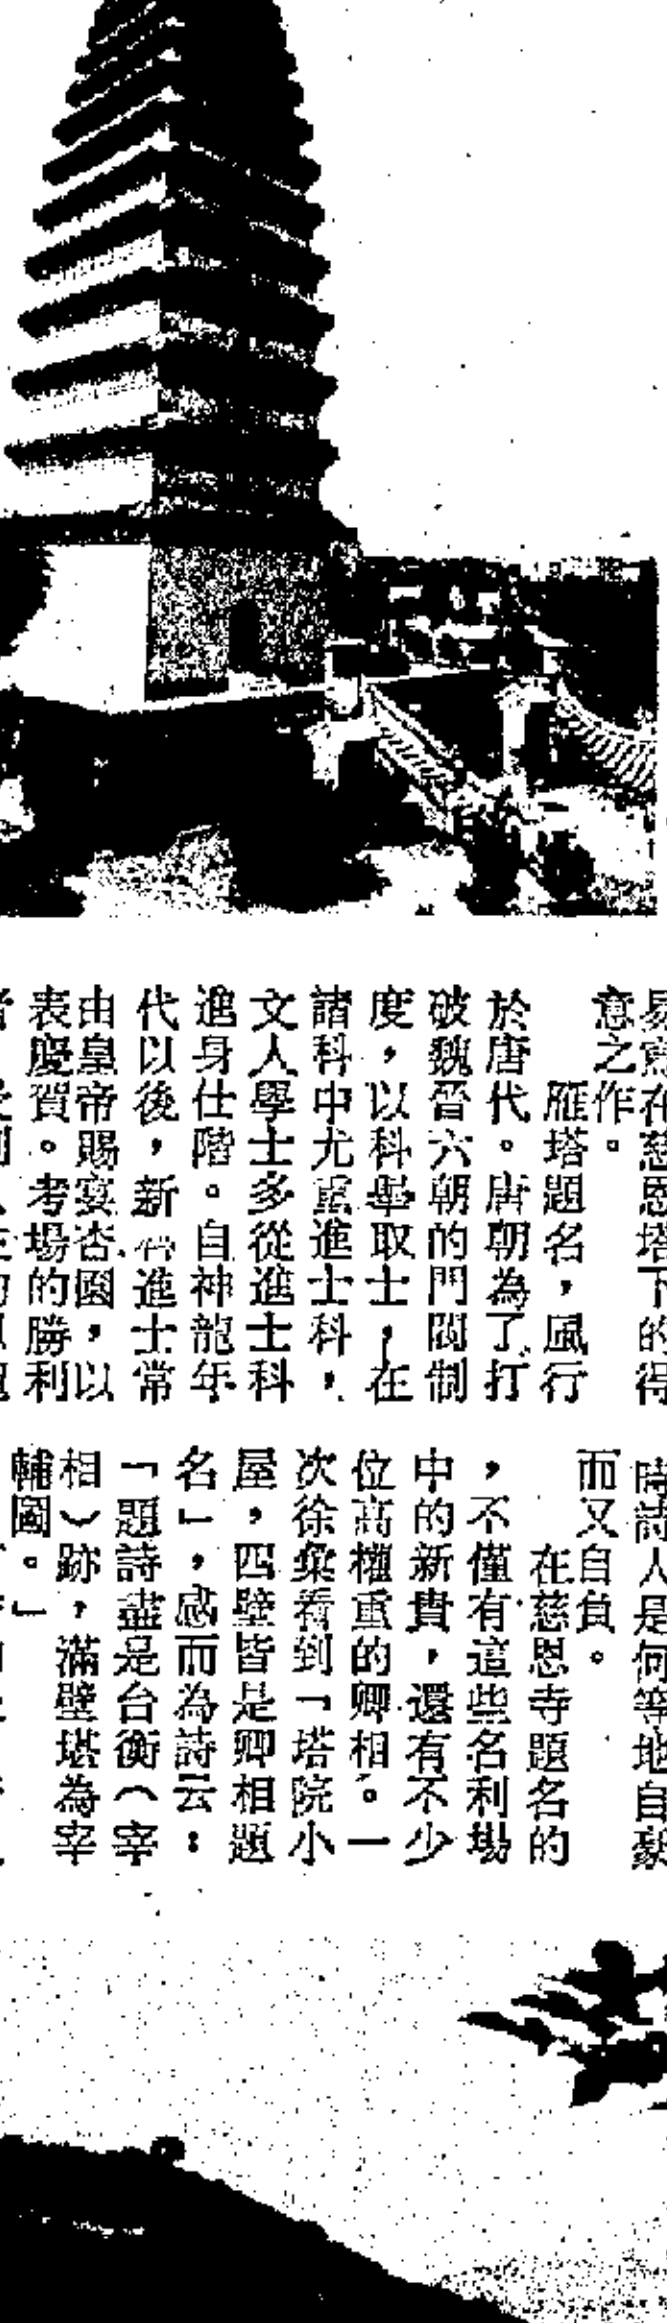 易寫在慈恩塔下的得
意之作。
雁塔題名，風行
於唐代。唐朝為了打
破魏晉六朝的門閥制
度，以科舉取士，在
諸科中尤重進士科，
文人學士多從進士科
進身仕階。自神龍年
代以後，新科進士常
由皇帝賜宴杏園，以
表慶賀。考場的勝利
時詩人是何等地自豪
而又自負。
在慈恩寺題名的
，不僅有這些名利場
中的新貴，還有不少
位高權重的卿相。一
次徐彙看到「塔院小
屋，四壁皆是卿相題
名」，感而為詩云：
「題詩盡是台衡（宰
相）跡，滿壁堪為宰
輔圖。」